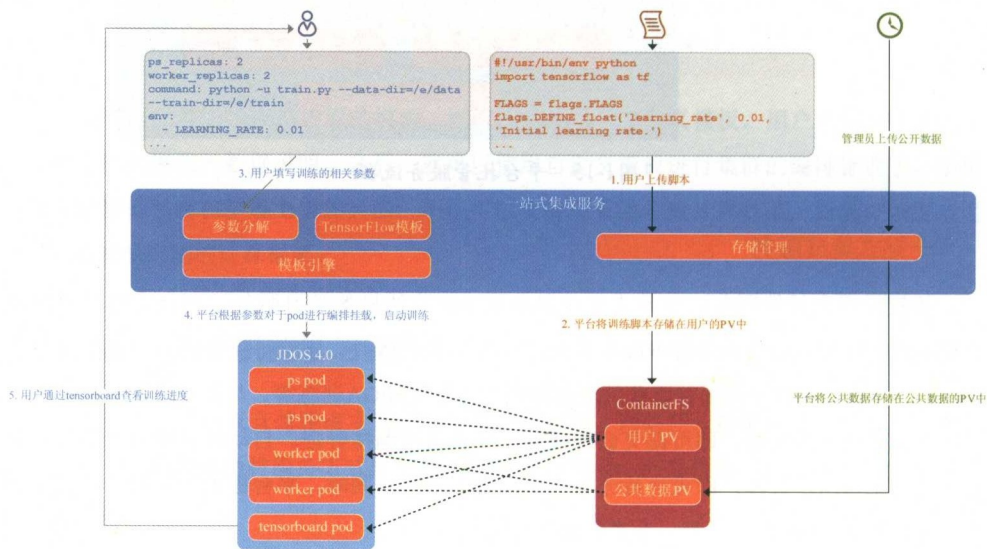 ps_replicas: 2
worker_replicas: 2
command: python -u train.py --data-dir=/e/data
--train-dir=/e/train
env:
- LEARNING_RATE: 0.01
...
#!/usr/bin/env python
import tensorflow as tf
FLAGS = flags.FLAGS
flags.DEFINE_float('learning_rate', 0.01,
'Initial learning rate.')
...
管理员上传公开数据
3. 用户填写训练的相关参数
1. 用户上传脚本
一站式集成服务
参数分解
TensorFlow模板
模板引擎
存储管理
4. 平台根据参数对于pod进行编排挂载，启动训练
2. 平台将训练脚本存储在用户的PV中
JDOS 4.0
ps pod
ps pod
worker pod
worker pod
tensorboard pod
5. 用户通过tensorboard查看训练进度
ContainerFS
用户 PV
公共数据PV
平台将公共数据存储在公共数据的PV中